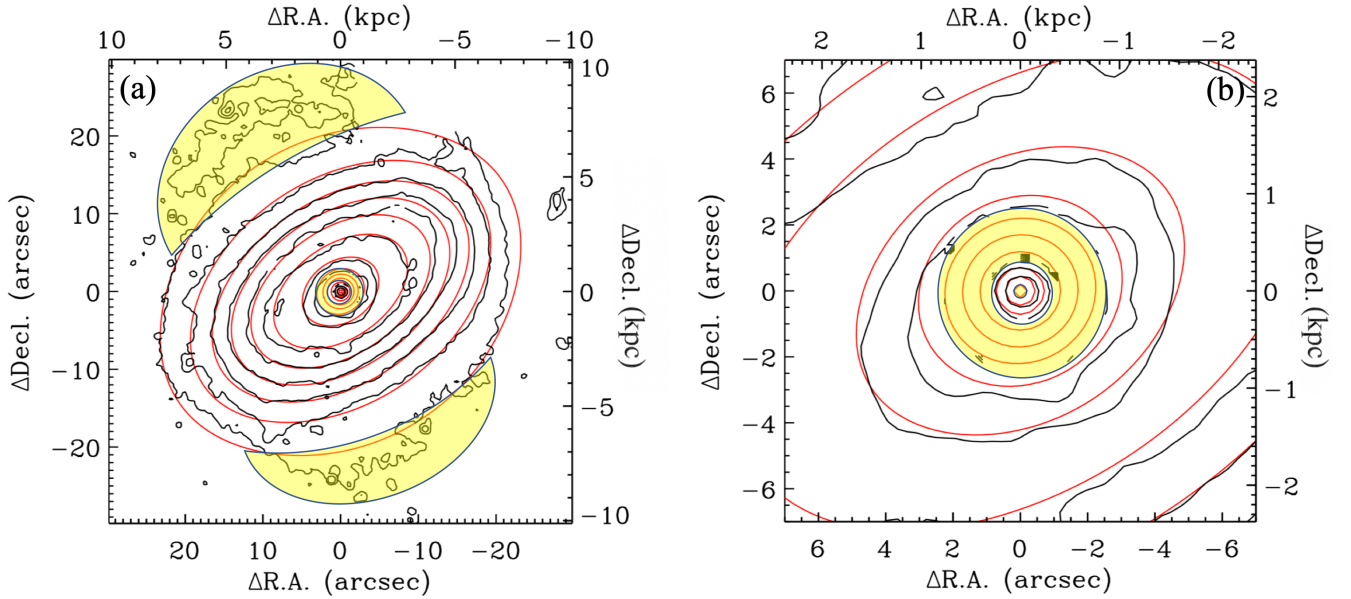 ΔR.A. (kpc)
10 5 0 −5 −10
(a)
20
10
0
−10
−20
ΔDecl. (arcsec)
10
5
0
−5
−10
ΔDecl. (kpc)
20 10 0 −10 −20
ΔR.A. (arcsec)
ΔR.A. (kpc)
2 1 0 −1 −2
(b)
6
4
2
0
−2
−4
−6
ΔDecl. (arcsec)
2
1
0
−1
−2
ΔDecl. (kpc)
6 4 2 0 −2 −4 −6
ΔR.A. (arcsec)